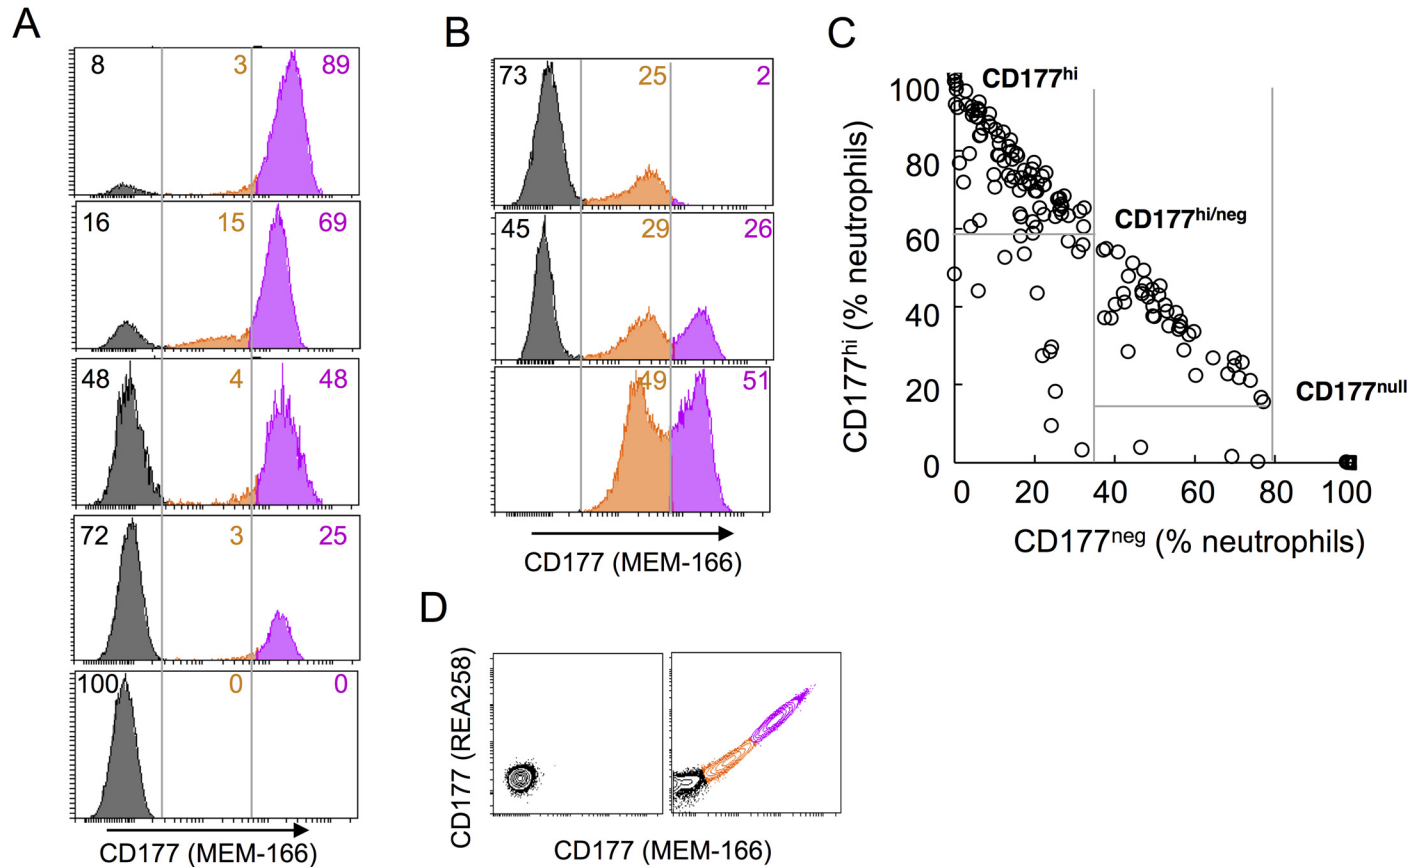 A
8 3 89
16 15 69
48 4 48
72 3 25
100 0 0
CD177 (MEM-166)
B
73 25 2
45 29 26
49 51
CD177 (MEM-166)
C
CD177hi (% neutrophils)
100
80
60
40
20
0
CD177hi
CD177hi/neg
CD177null
0 20 40 60 80 100
CD177neg (% neutrophils)
D
CD177 (REA258)
CD177 (MEM-166)